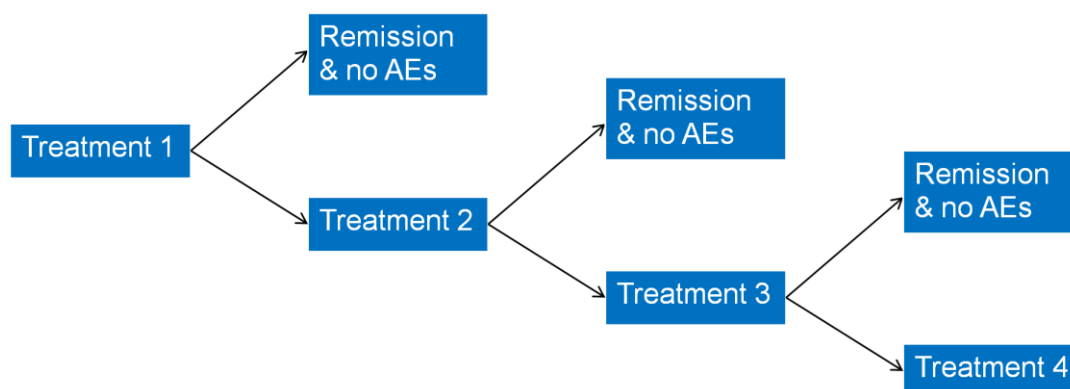 Remission
& no AEs
Treatment 1
Remission
& no AEs
Treatment 2
Remission
& no AEs
Treatment 3
Treatment 4